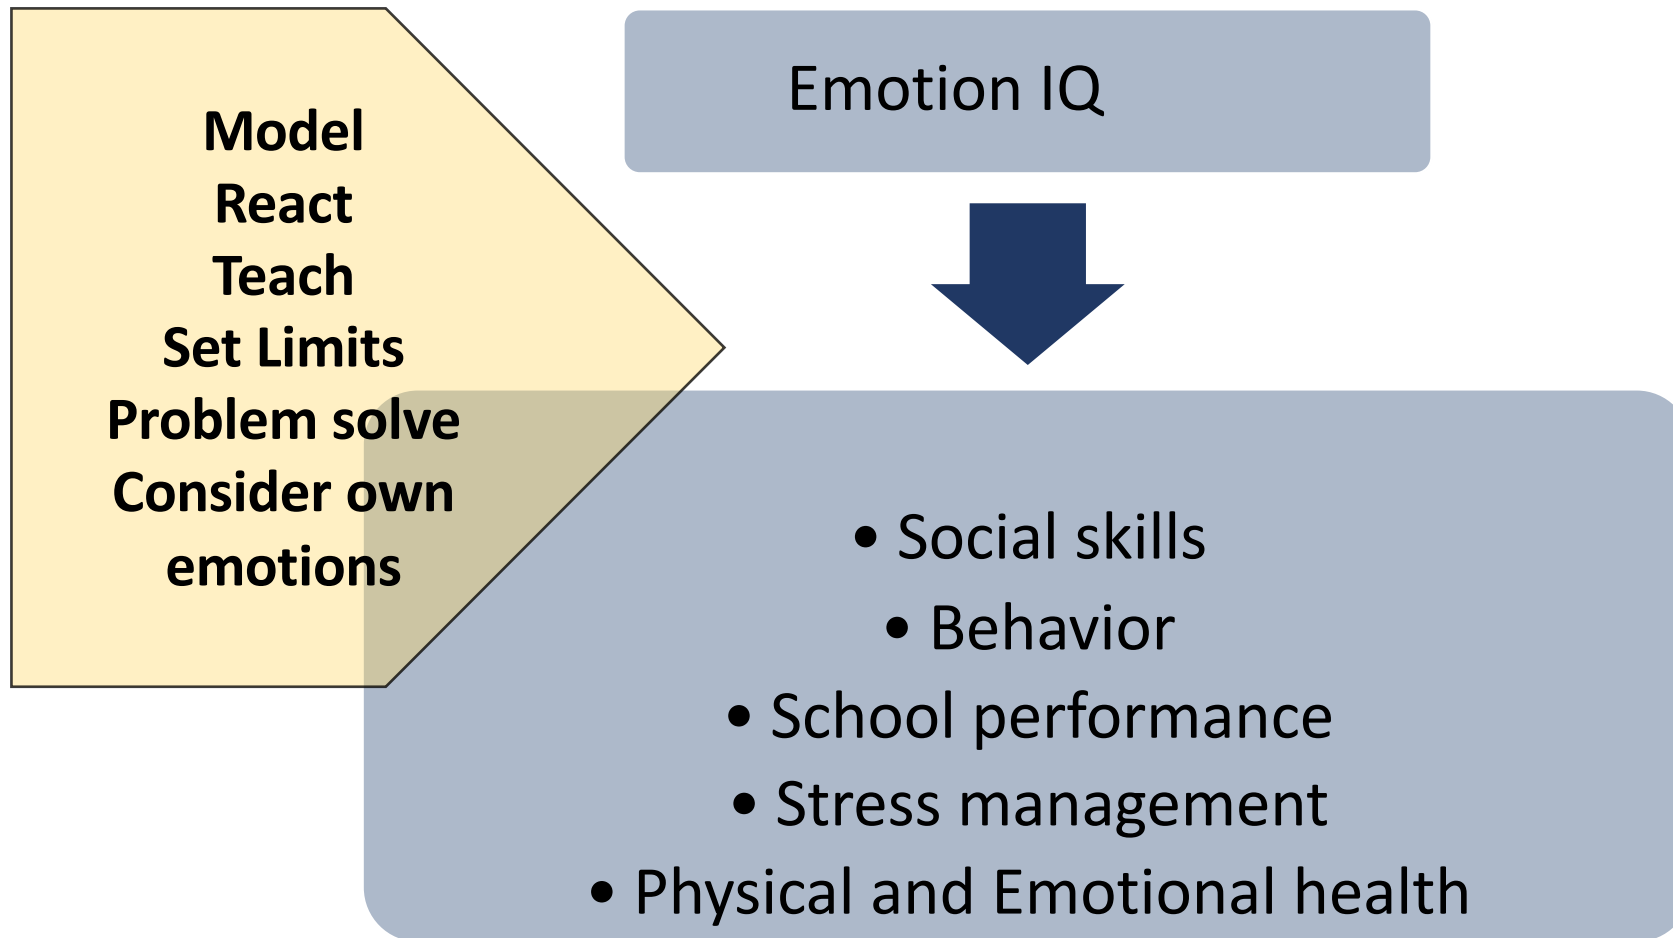 Model
React
Teach
Set Limits
Problem solve
Consider own
emotions
Emotion IQ
• Social skills
• Behavior
• School performance
• Stress management
• Physical and Emotional health